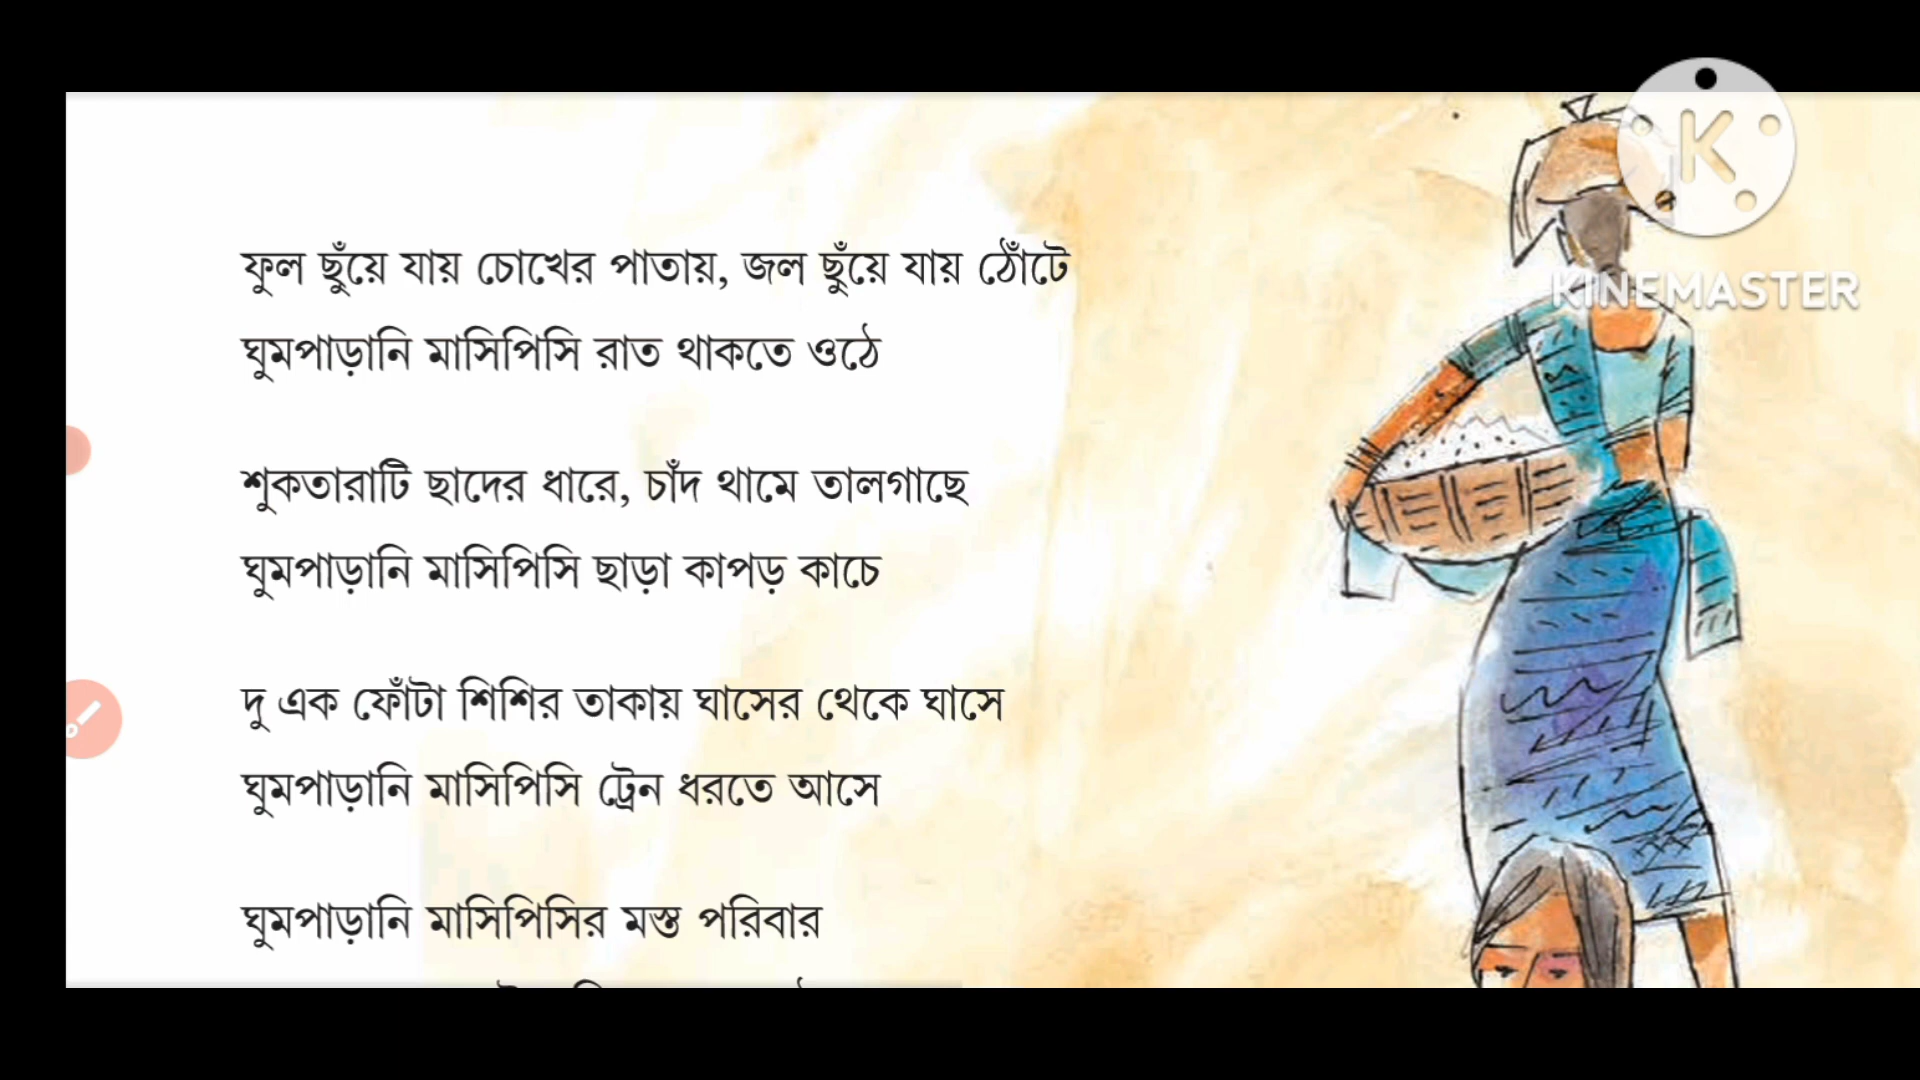 ফুল ছুঁয়ে যায় চোখের পাতায়, জল ছুঁয়ে যায় ঠোঁটে
ঘুমপাড়ানি মাসিপিসি রাত থাকতে ওঠে
শুকতারাটি ছাদের ধারে, চাঁদ থামে তালগাছে
ঘুমপাড়ানি মাসিপিসি ছাড়া কাপড় কাচে
দু এক ফোঁটা শিশির তাকায় ঘাসের থেকে ঘাসে
ঘুমপাড়ানি মাসিপিসি ট্রেন ধরতে আসে
ঘুমপাড়ানি মাসিপিসির মস্ত পরিবার
K
KINEMASTER